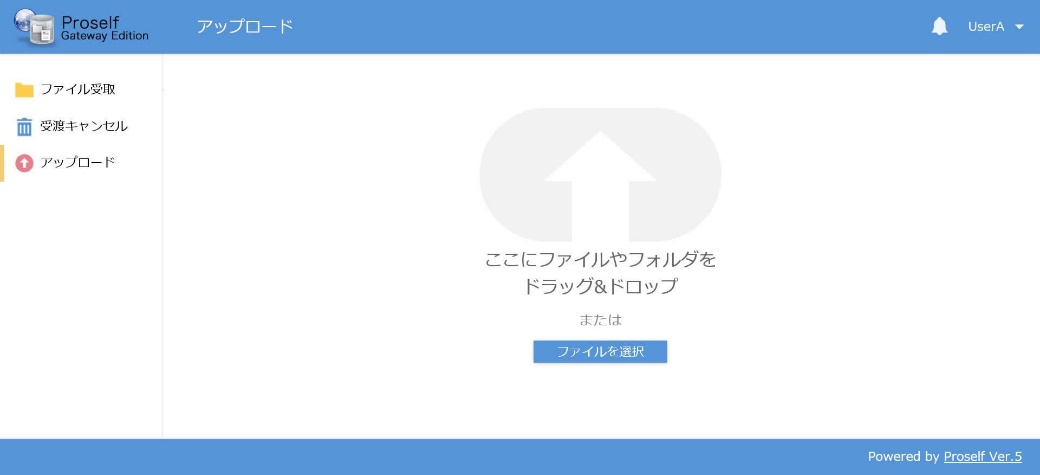 Proself
Gateway Edition
アップロード
UserA
ファイル受取
受渡キャンセル
アップロード
ここにファイルやフォルダを
ドラッグ&ドロップ
または
ファイルを選択
Powered by Proself Ver.5